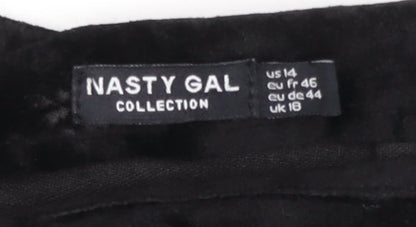 NASTY GAL
COLLECTION
us 14
eu fr 46
eu de 44
uk 18